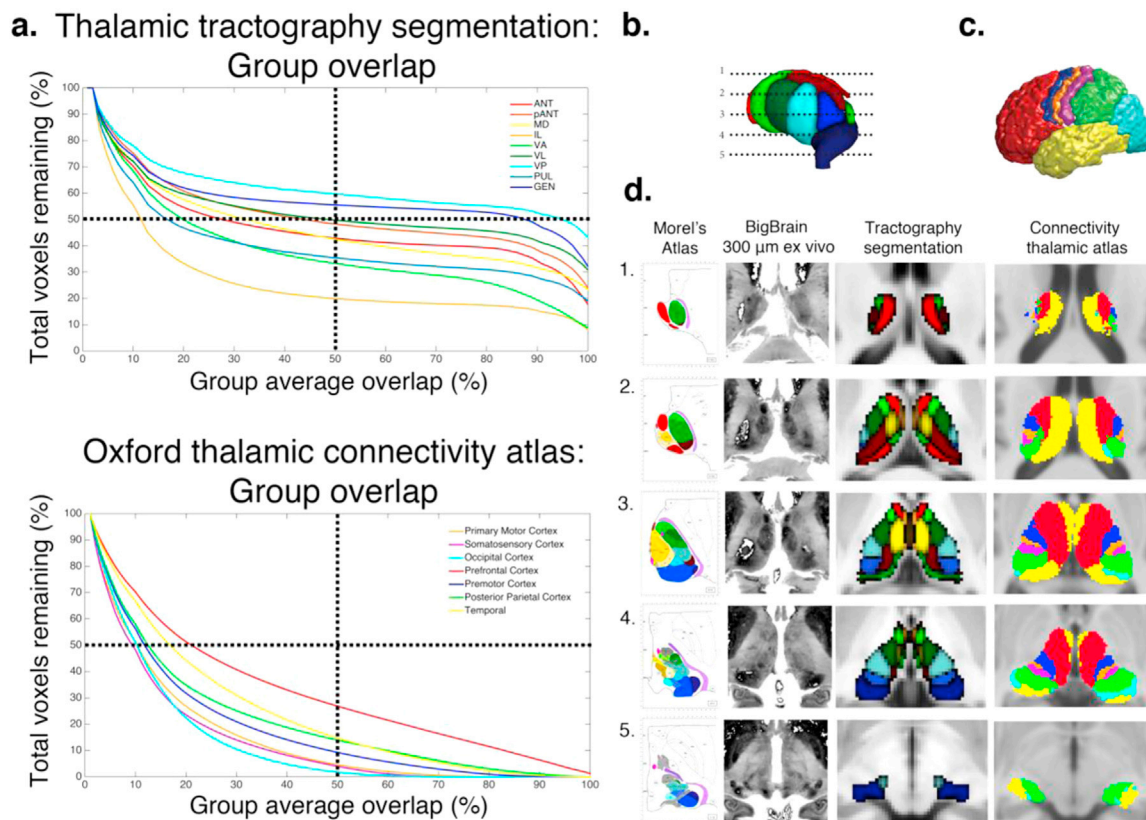 a. Thalamic tractography segmentation:
Group overlap
Total voxels remaining (%)
100
90
80
70
60
50
40
30
20
10
0
ANT
pANT
MD
IL
VA
VL
VP
PUL
GEN
0 10 20 30 40 50 60 70 80 90 100
Group average overlap (%)
Oxford thalamic connectivity atlas:
Group overlap
Total voxels remaining (%)
100
90
80
70
60
50
40
30
20
10
0
Primary Motor Cortex
Somatosensory Cortex
Occipital Cortex
Prefrontal Cortex
Premotor Cortex
Posterior Parietal Cortex
Temporal
0 10 20 30 40 50 60 70 80 90 100
Group average overlap (%)
b.
1
2
3
4
5
c.
d.
Morel's
Atlas
BigBrain
300 µm ex vivo
Tractography
segmentation
Connectivity
thalamic atlas
1.
2.
3.
4.
5.